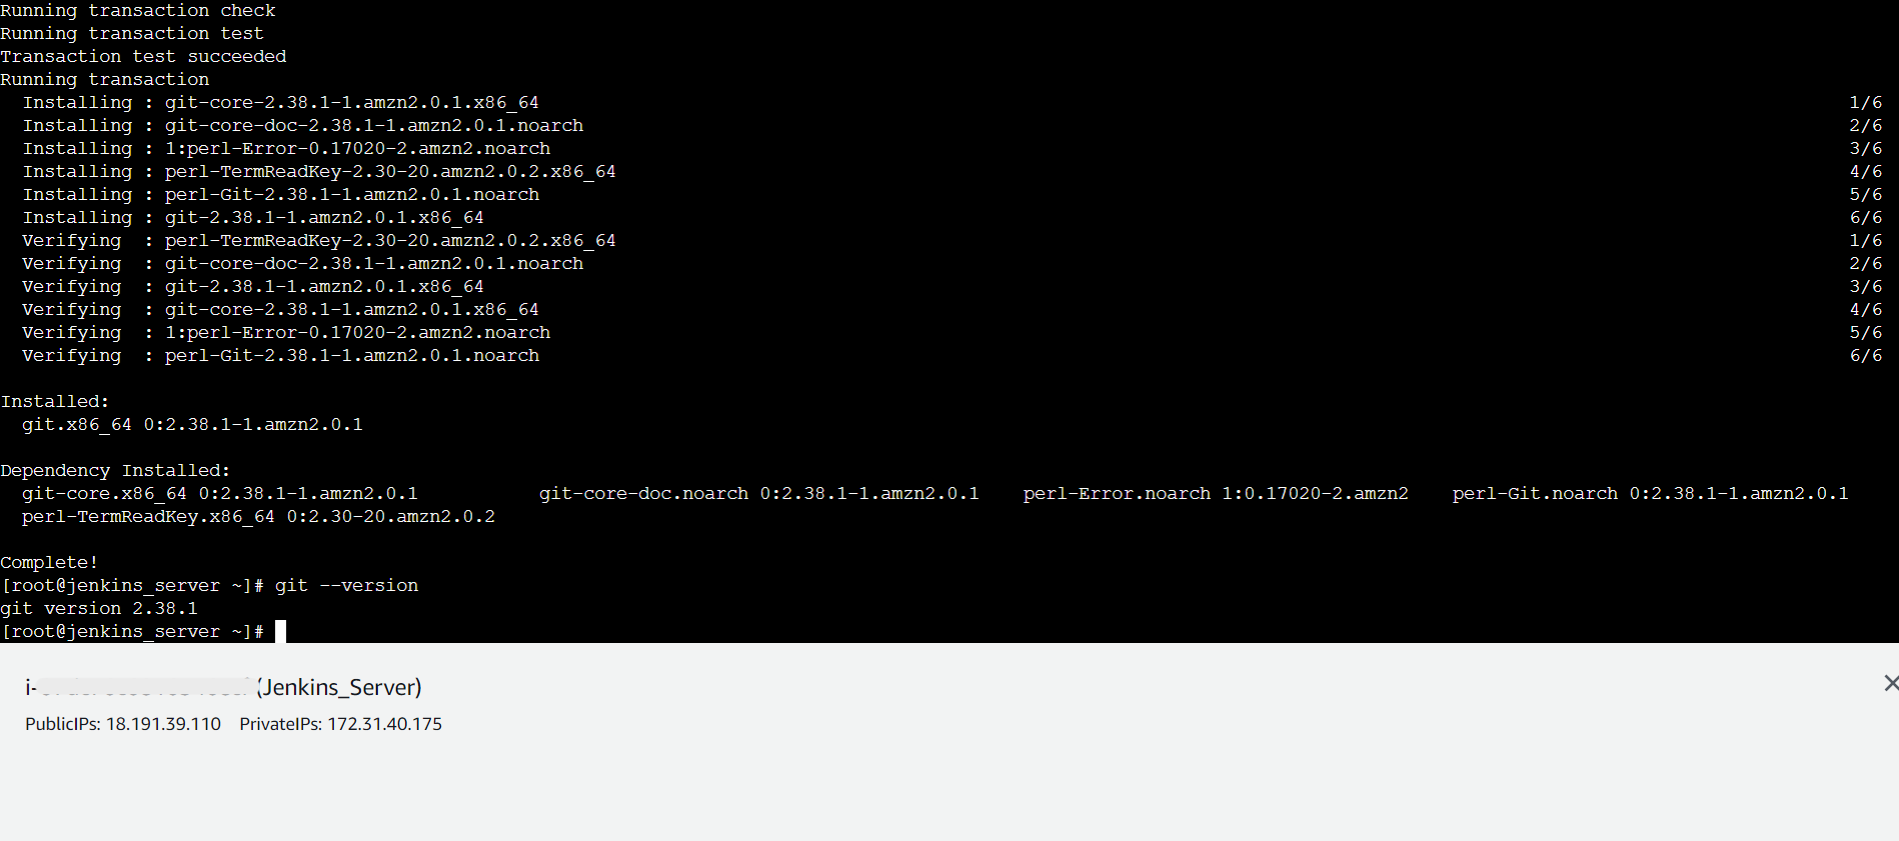 Running transaction check
Running transaction test
Transaction test succeeded
Running transaction
  Installing : git-core-2.38.1-1.amzn2.0.1.x86_64 1/6
  Installing : git-core-doc-2.38.1-1.amzn2.0.1.noarch 2/6
  Installing : 1:perl-Error-0.17020-2.amzn2.noarch 3/6
  Installing : perl-TermReadKey-2.30-20.amzn2.0.2.x86_64 4/6
  Installing : perl-Git-2.38.1-1.amzn2.0.1.noarch 5/6
  Installing : git-2.38.1-1.amzn2.0.1.x86_64 6/6
  Verifying  : perl-TermReadKey-2.30-20.amzn2.0.2.x86_64 1/6
  Verifying  : git-core-doc-2.38.1-1.amzn2.0.1.noarch 2/6
  Verifying  : git-2.38.1-1.amzn2.0.1.x86_64 3/6
  Verifying  : git-core-2.38.1-1.amzn2.0.1.x86_64 4/6
  Verifying  : 1:perl-Error-0.17020-2.amzn2.noarch 5/6
  Verifying  : perl-Git-2.38.1-1.amzn2.0.1.noarch 6/6
Installed:
  git.x86_64 0:2.38.1-1.amzn2.0.1
Dependency Installed:
  git-core.x86_64 0:2.38.1-1.amzn2.0.1 git-core-doc.noarch 0:2.38.1-1.amzn2.0.1 perl-Error.noarch 1:0.17020-2.amzn2 perl-Git.noarch 0:2.38.1-1.amzn2.0.1
  perl-TermReadKey.x86_64 0:2.30-20.amzn2.0.2
Complete!
[root@jenkins_server ~]# git --version
git version 2.38.1
[root@jenkins_server ~]#
i- (Jenkins_Server)
PublicIPs: 18.191.39.110 PrivateIPs: 172.31.40.175